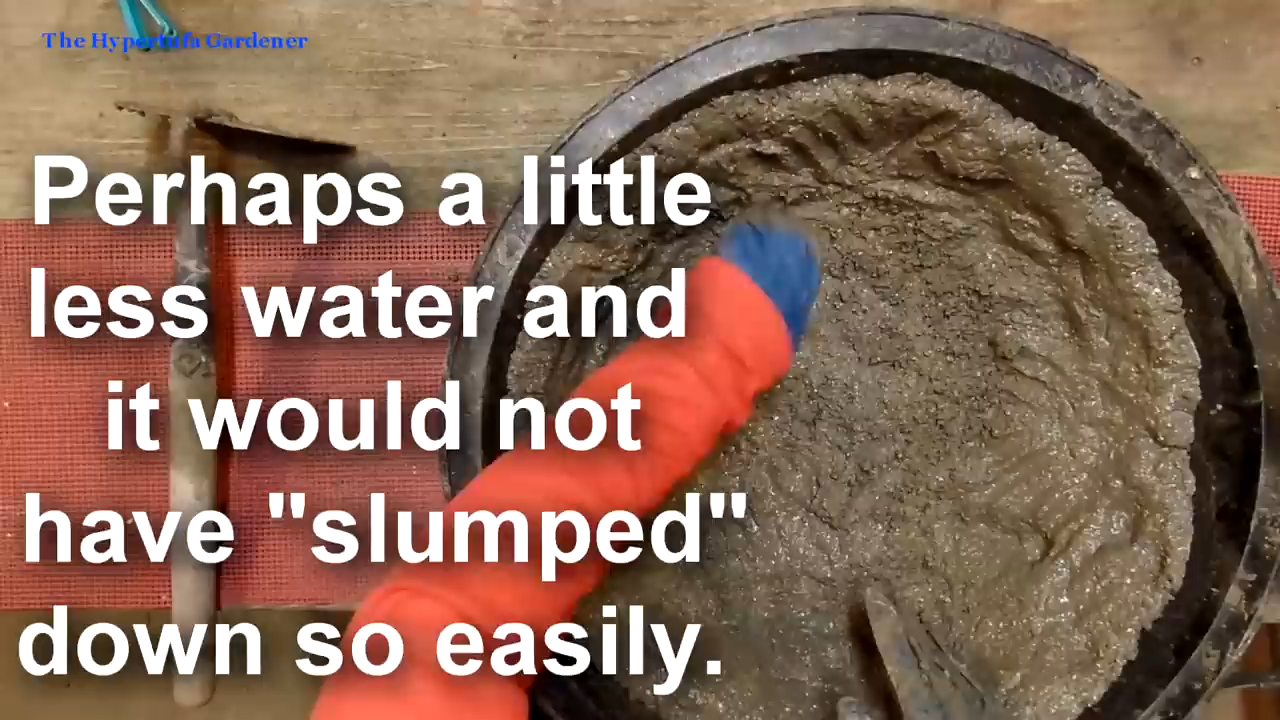 The Hypertufa Gardener
Perhaps a little
less water and
it would not
have "slumped"
down so easily.